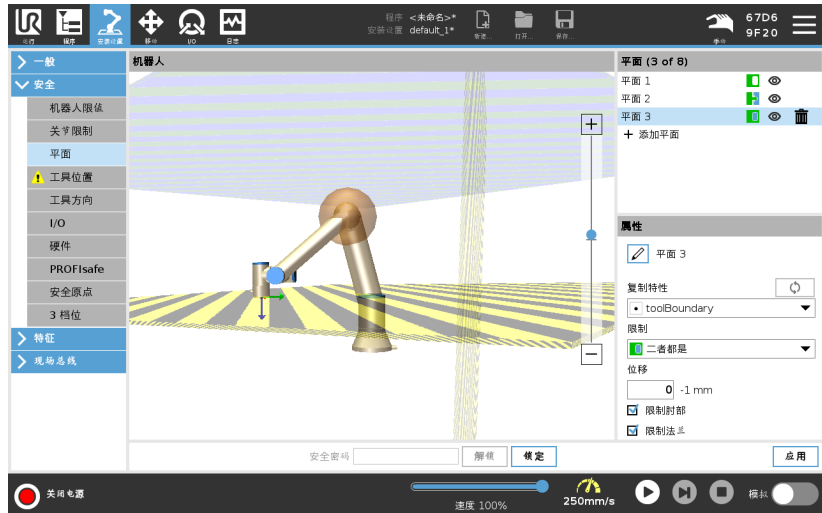 UR
运行
程序
安装设置
移动
I/O
日志
程序 <未命名>*
安装设置 default_1*
新建...
打开...
保存...
手动
67D6
9F20
一般
安全
机器人限值
关节限制
平面
工具位置
工具方向
I/O
硬件
PROFIsafe
安全原点
3 档位
特征
现场总线
机器人
平面 (3 of 8)
平面 1
平面 2
平面 3
添加平面
属性
平面 3
复制特性
toolBoundary
限制
二者都是
位移
0 -1 mm
限制肘部
限制法兰
安全密码
解锁
锁定
应用
关闭电源
速度 100%
250mm/s
模拟